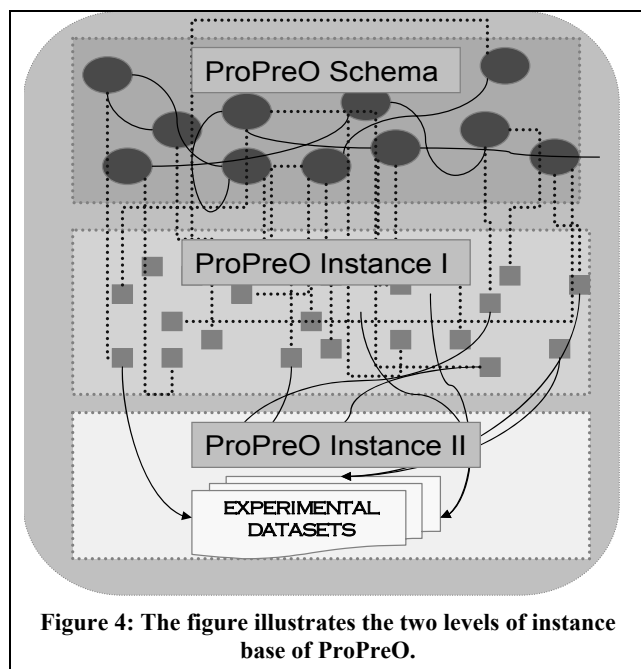 ProPreO Schema
ProPreO Instance I
ProPreO Instance II
EXPERIMENTAL
DATASETS
Figure 4: The figure illustrates the two levels of instance
base of ProPreO.